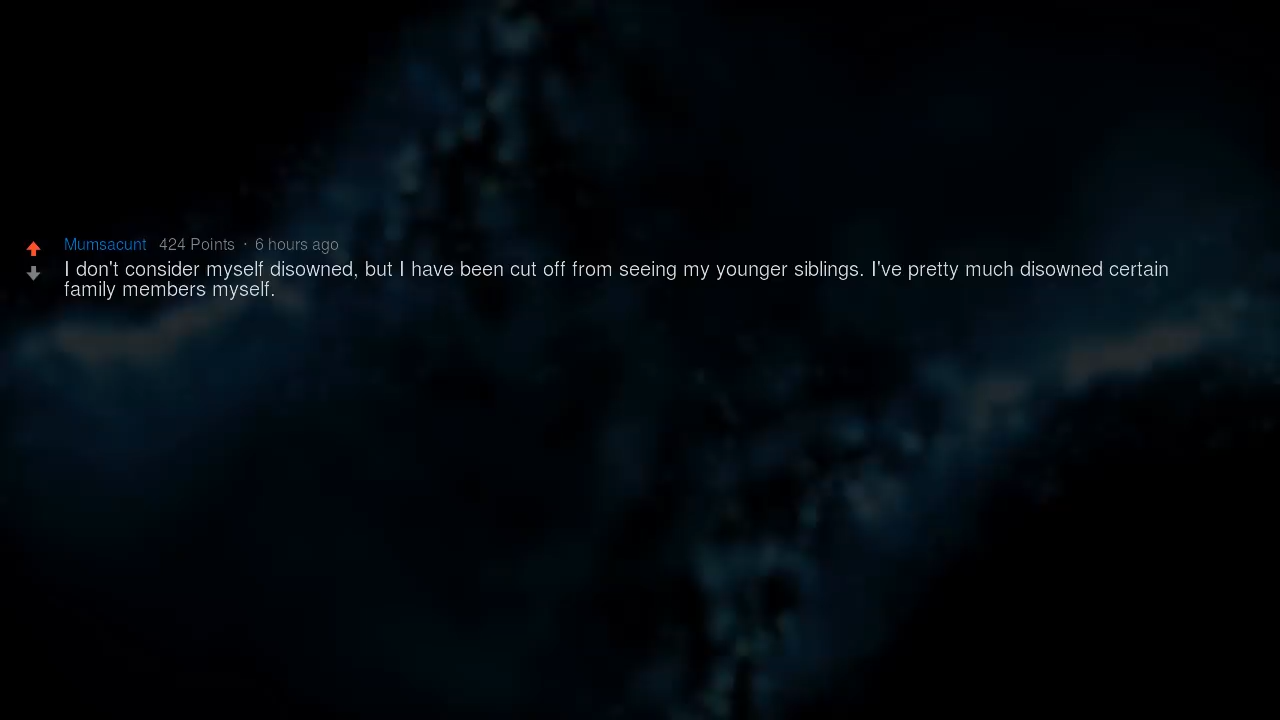 Mumsacunt 424 Points · 6 hours ago
I don't consider myself disowned, but I have been cut off from seeing my younger siblings. I've pretty much disowned certain
family members myself.